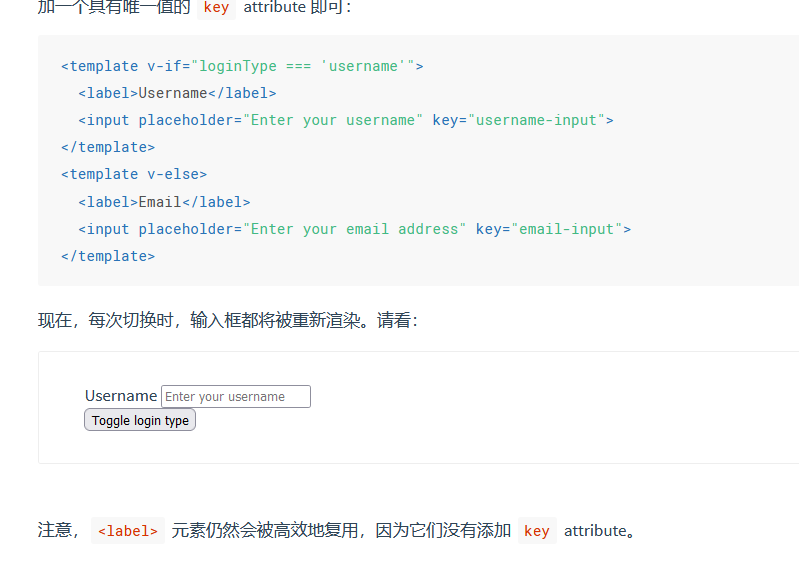 加一个具有唯一值的 key attribute 即可：
<template v-if="loginType === 'username'">
  <label>Username</label>
  <input placeholder="Enter your username" key="username-input">
</template>
<template v-else>
  <label>Email</label>
  <input placeholder="Enter your email address" key="email-input">
</template>
现在，每次切换时，输入框都将被重新渲染。请看：
Username Enter your username
Toggle login type
注意，<label> 元素仍然会被高效地复用，因为它们没有添加 key attribute。